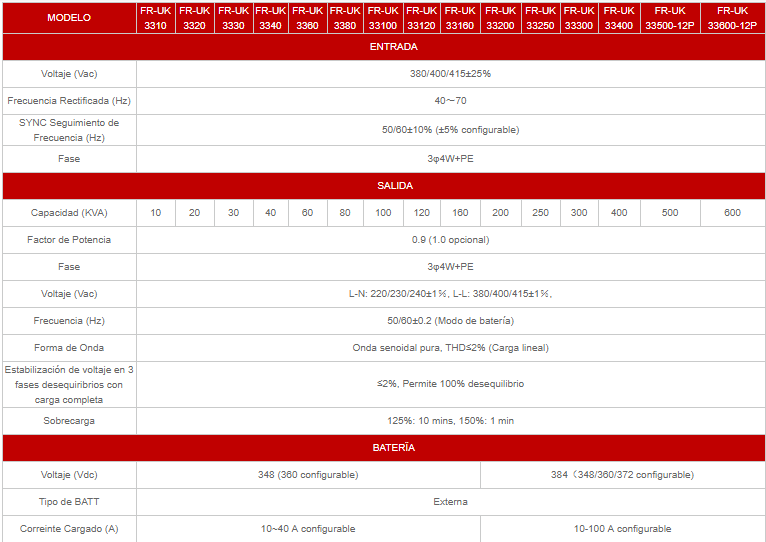 MODELO FR-UK 3310 FR-UK 3320 FR-UK 3330 FR-UK 3340 FR-UK 3360 FR-UK 3380 FR-UK 33100 FR-UK 33120 FR-UK 33160 FR-UK 33200 FR-UK 33250 FR-UK 33300 FR-UK 33400 FR-UK 33500-12P FR-UK 33600-12P
ENTRADA
Voltaje (Vac) 380/400/415±25%
Frecuencia Rectificada (Hz) 40～70
SYNC Seguimiento de
Frecuencia (Hz) 50/60±10% (±5% configurable)
Fase 3φ4W+PE
SALIDA
Capacidad (KVA) 10 20 30 40 60 80 100 120 160 200 250 300 400 500 600
Factor de Potencia 0.9 (1.0 opcional)
Fase 3φ4W+PE
Voltaje (Vac) L-N: 220/230/240±1％, L-L: 380/400/415±1％,
Frecuencia (Hz) 50/60±0.2 (Modo de batería)
Forma de Onda Onda senoidal pura, THD≤2% (Carga lineal)
Estabilización de voltaje en 3
fases desequiribrios con
carga completa ≤2%, Permite 100% desequilibrio
Sobrecarga 125%: 10 mins, 150%: 1 min
BATERĪA
Voltaje (Vdc) 348 (360 configurable) 384（348/360/372 configurable)
Tipo de BATT Externa
Correinte Cargado (A) 10~40 A configurable 10-100 A configurable